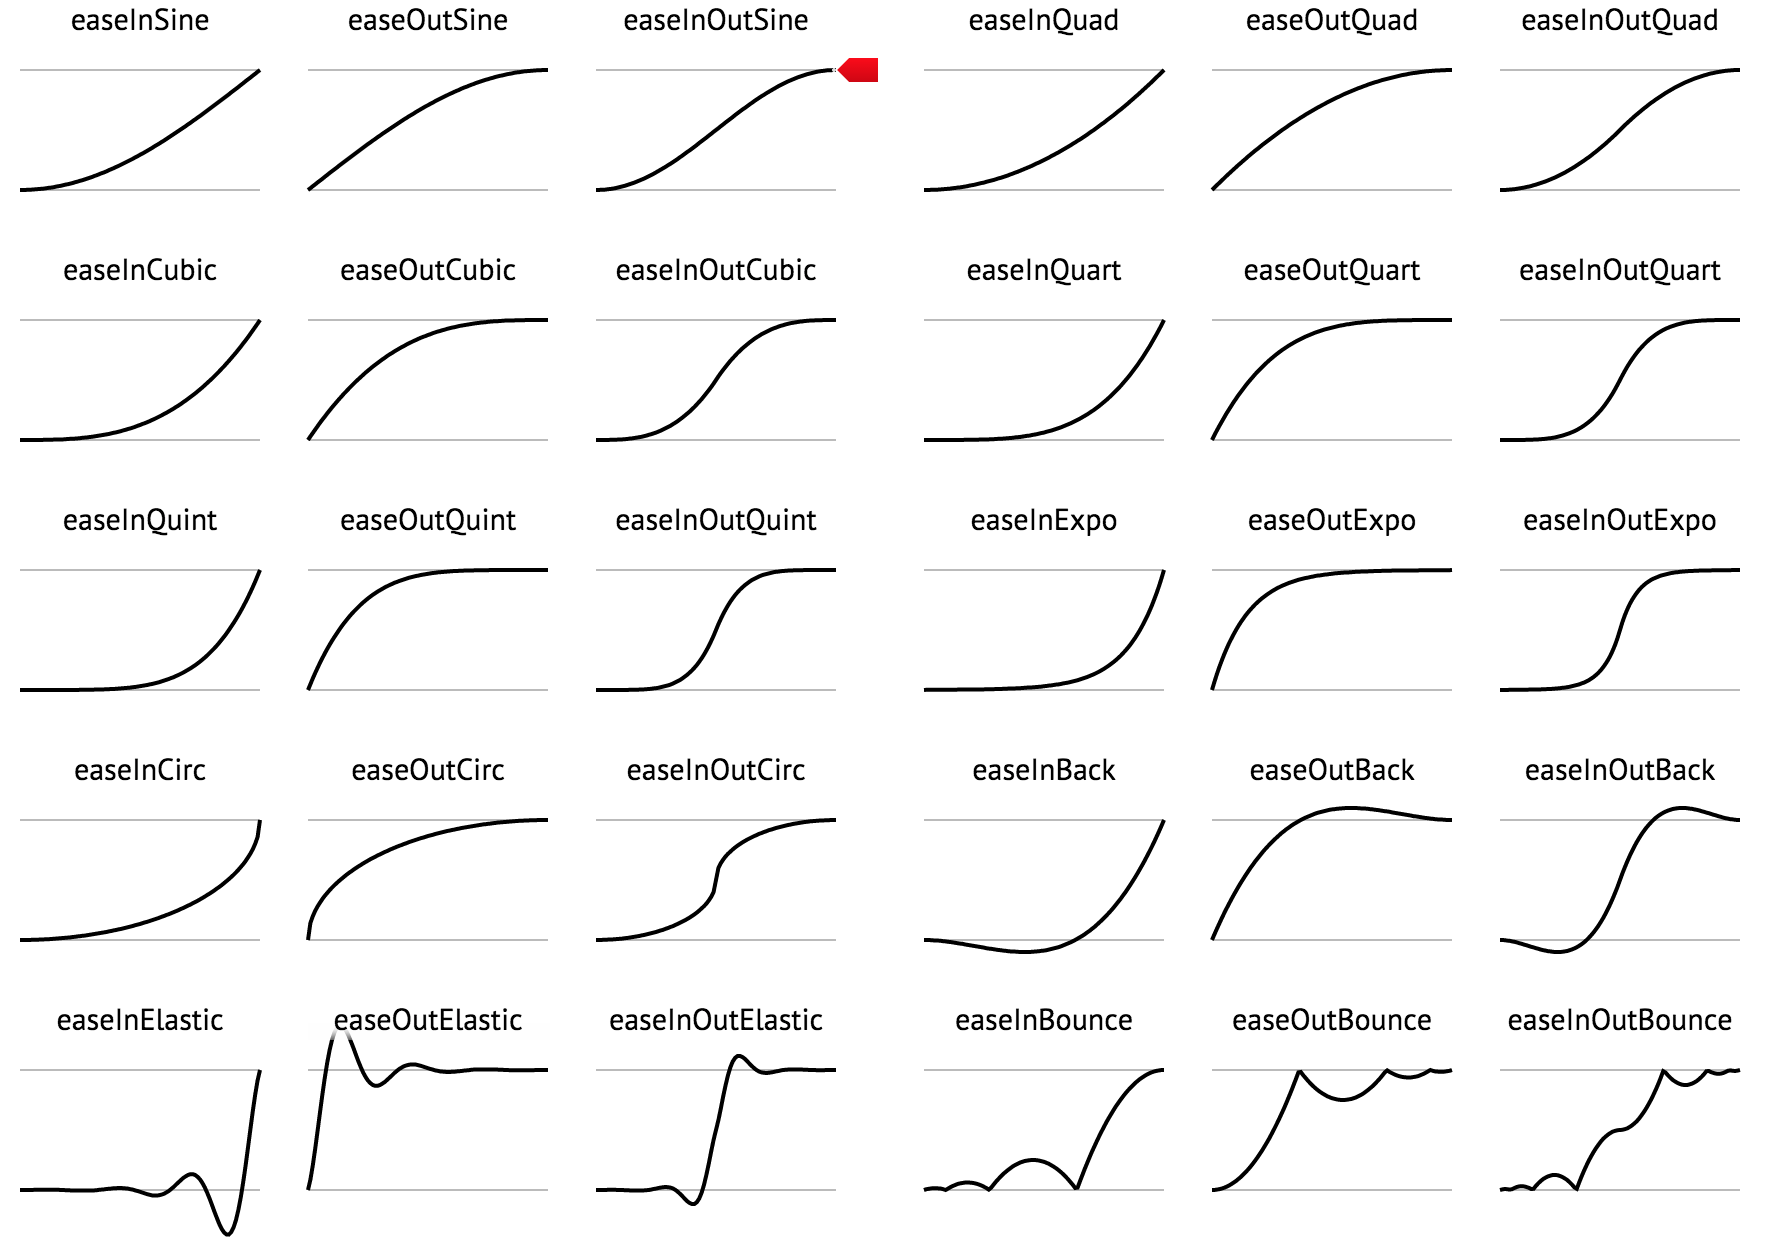 easeInSine easeOutSine easeInOutSine easeInQuad easeOutQuad easeInOutQuad
easeInCubic easeOutCubic easeInOutCubic easeInQuart easeOutQuart easeInOutQuart
easeInQuint easeOutQuint easeInOutQuint easeInExpo easeOutExpo easeInOutExpo
easeInCirc easeOutCirc easeInOutCirc easeInBack easeOutBack easeInOutBack
easeInElastic easeOutElastic easeInOutElastic easeInBounce easeOutBounce easeInOutBounce